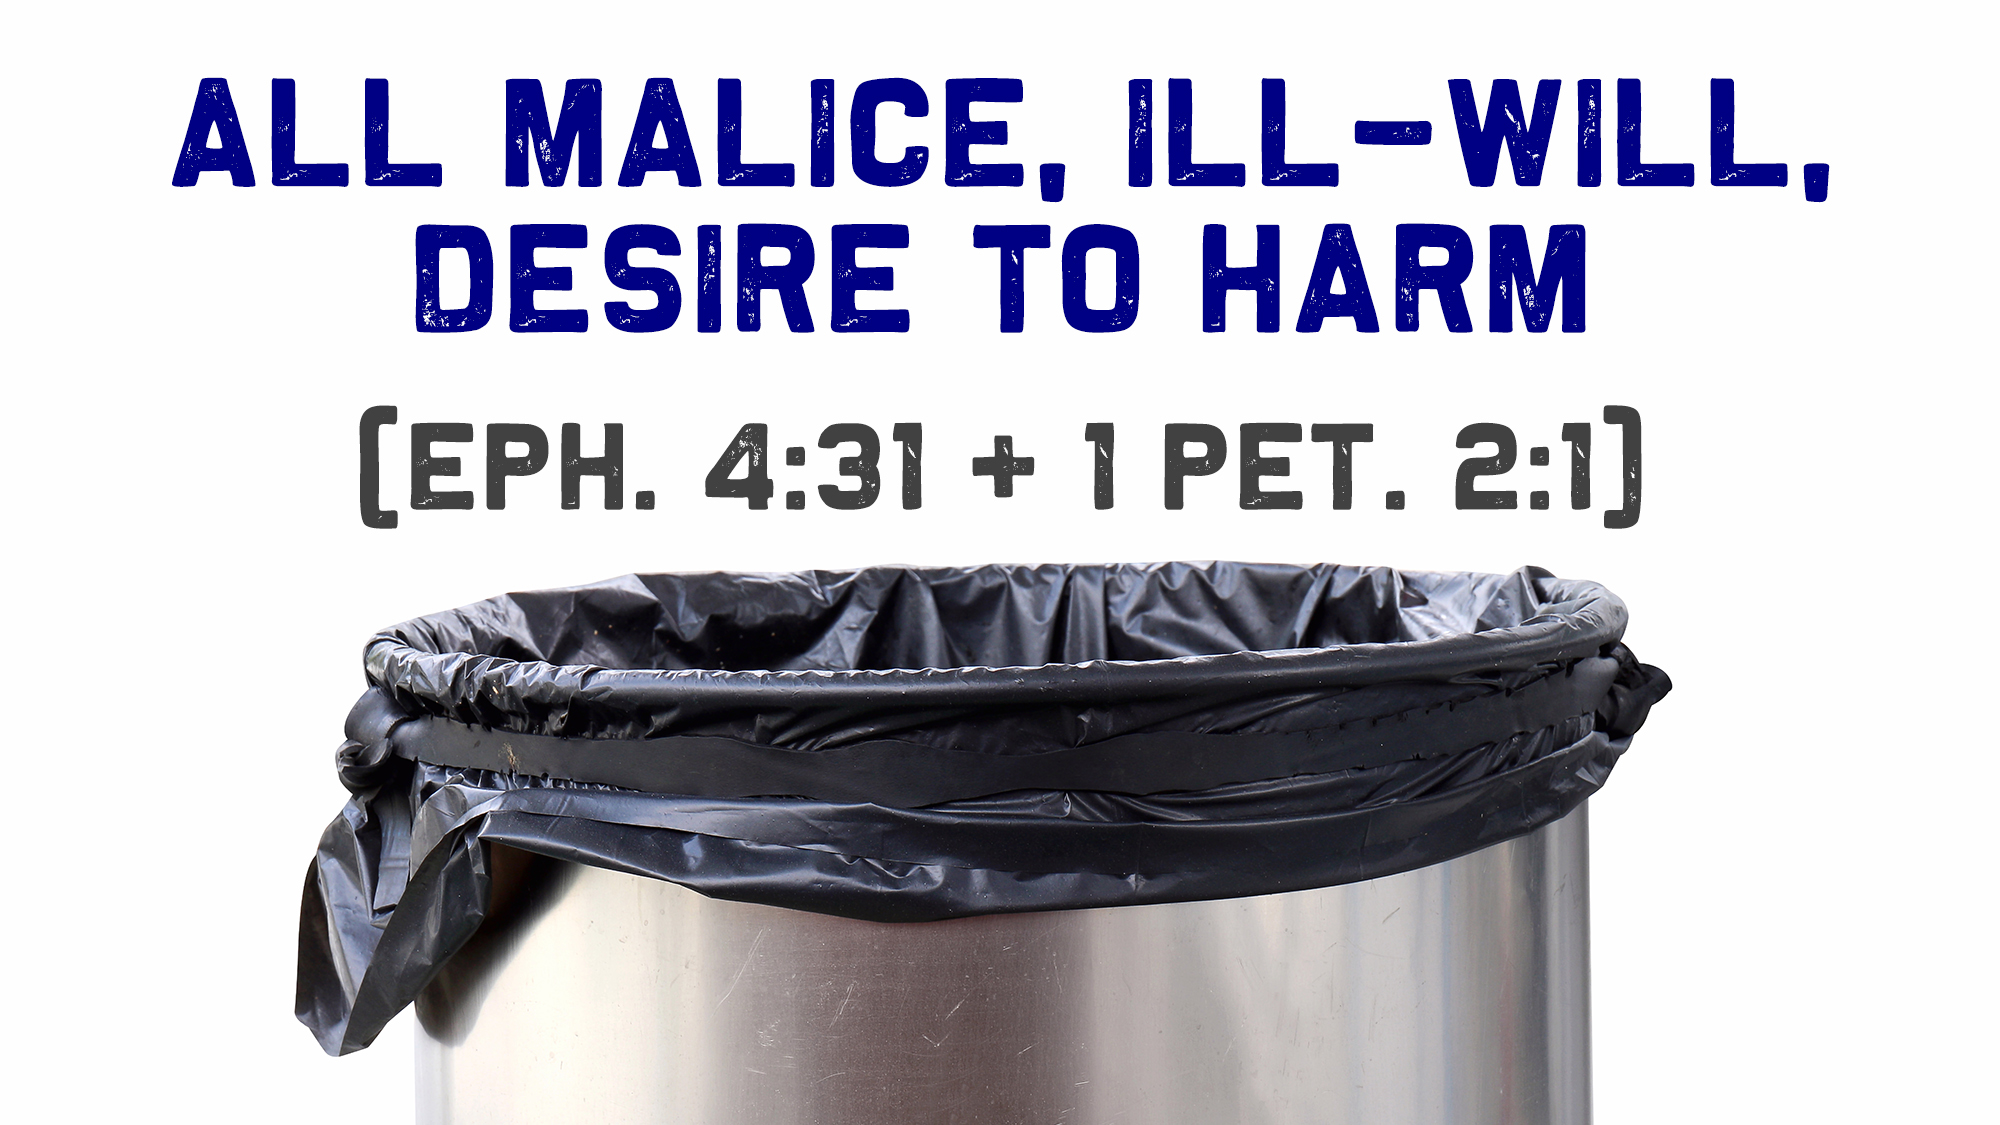 ALL MALICE, ILL-WILL,
DESIRE TO HARM
[EPH. 4:31 + 1 PET. 2:1]